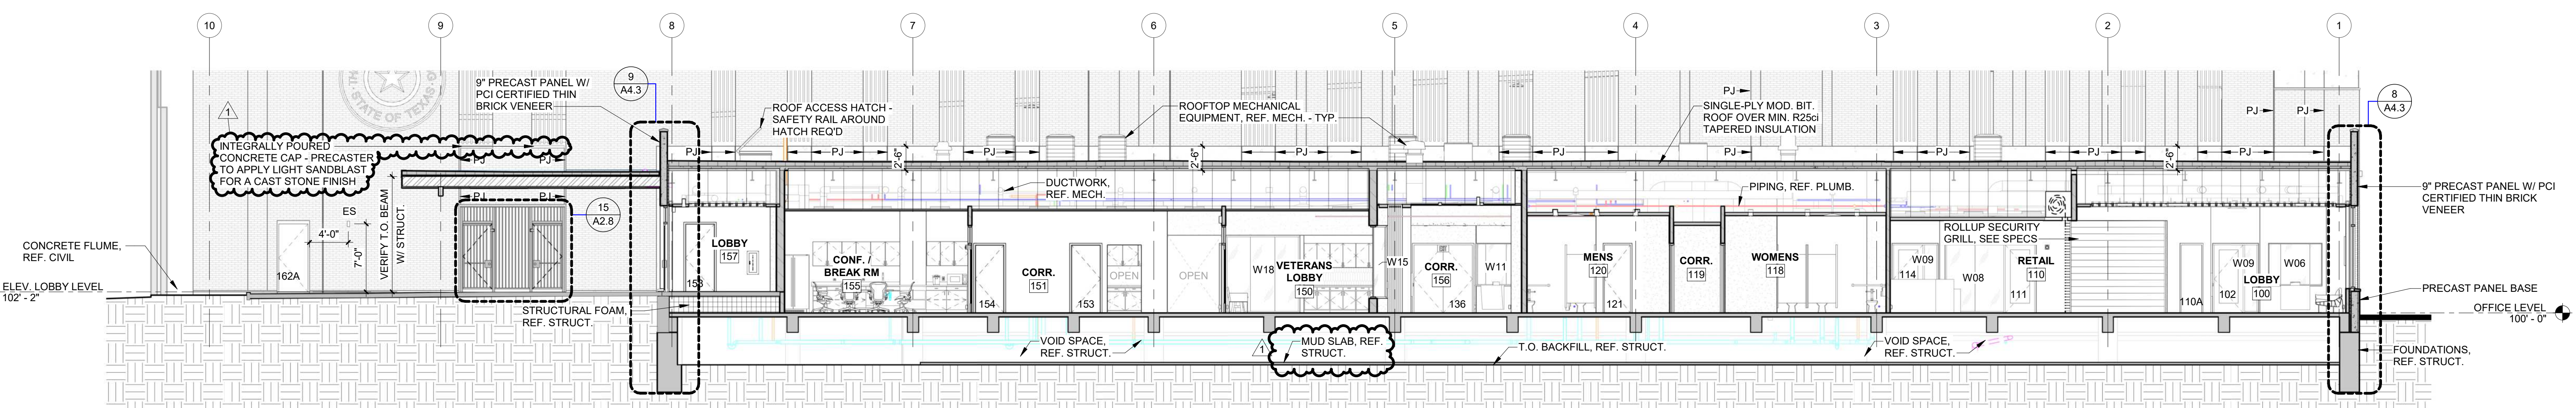 10
9
8
7
6
5
4
3
2
1
STATE OF TEXAS
1
INTEGRALLY POURED
CONCRETE CAP - PRECASTER
TO APPLY LIGHT SANDBLAST
FOR A CAST STONE FINISH
PJ
PJ
PJ
PJ
9" PRECAST PANEL W/
PCI CERTIFIED THIN
BRICK VENEER
9
A4.3
ROOF ACCESS HATCH -
SAFETY RAIL AROUND
HATCH REQ'D
ROOFTOP MECHANICAL
EQUIPMENT, REF. MECH. - TYP.
SINGLE-PLY MOD. BIT.
ROOF OVER MIN. R25ci
TAPERED INSULATION
PJ
PJ
PJ
8
A4.3
PJ
PJ
2'-6"
PJ
PJ
2'-6"
PJ
PJ
PJ
PJ
PJ
PJ
2'-6"
PJ
DUCTWORK,
REF. MECH.
PIPING, REF. PLUMB.
9" PRECAST PANEL W/ PCI
CERTIFIED THIN BRICK
VENEER
VERIFY T.O. BEAM
W/ STRUCT.
15
A2.8
ES
4'-0"
7'-0"
162A
CONCRETE FLUME,
REF. CIVIL
ELEV. LOBBY LEVEL
102' - 2"
LOBBY
157
158
CONF. /
BREAK RM
155
154
CORR.
151
153
OPEN
OPEN
W18
VETERANS
LOBBY
150
W15
CORR.
156
136
W11
MENS
120
121
CORR.
119
WOMENS
118
ROLLUP SECURITY
GRILL, SEE SPECS
W09
114
W08
RETAIL
110
111
110A
W09
102
LOBBY
100
W06
PRECAST PANEL BASE
OFFICE LEVEL
100' - 0"
STRUCTURAL FOAM,
REF. STRUCT.
VOID SPACE,
REF. STRUCT.
1
MUD SLAB, REF.
STRUCT.
T.O. BACKFILL, REF. STRUCT.
VOID SPACE,
REF. STRUCT.
FOUNDATIONS,
REF. STRUCT.